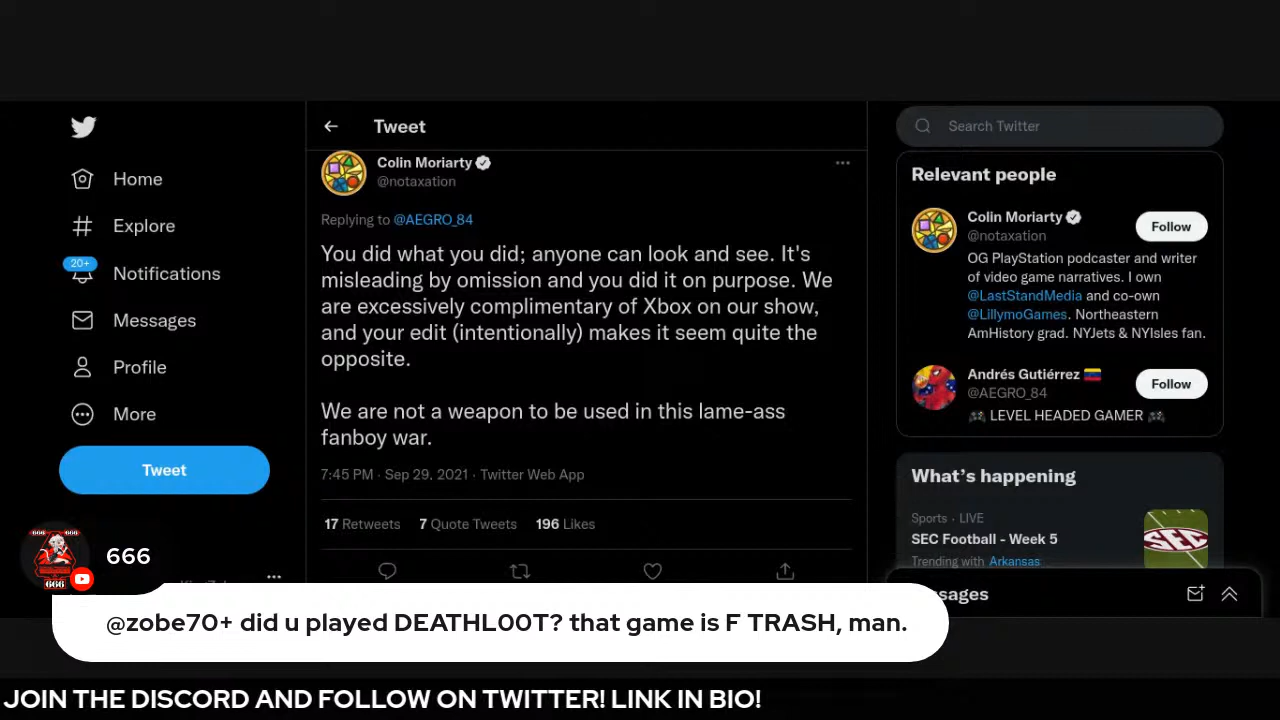 Home
Explore
20+
Notifications
Messages
Profile
More
Tweet
Tweet
Colin Moriarty
@notaxation
Replying to @AEGRO_84
You did what you did; anyone can look and see. It's
misleading by omission and you did it on purpose. We
are excessively complimentary of Xbox on our show,
and your edit (intentionally) makes it seem quite the
opposite.
We are not a weapon to be used in this lame-ass
fanboy war.
7:45 PM · Sep 29, 2021 · Twitter Web App
17 Retweets 7 Quote Tweets 196 Likes
Search Twitter
Relevant people
Colin Moriarty
@notaxation
Follow
OG PlayStation podcaster and writer
of video game narratives. I own
@LastStandMedia and co-own
@LillymoGames. Northeastern
AmHistory grad. NYJets & NYIsles fan.
Andrés Gutiérrez
@AEGRO_84
Follow
LEVEL HEADED GAMER
What's happening
Sports · LIVE
SEC Football - Week 5
Trending with Arkansas
SEC
sages
666 666
666
666
@zobe70+ did u played DEATHL00T? that game is F TRASH, man.
JOIN THE DISCORD AND FOLLOW ON TWITTER! LINK IN BIO!